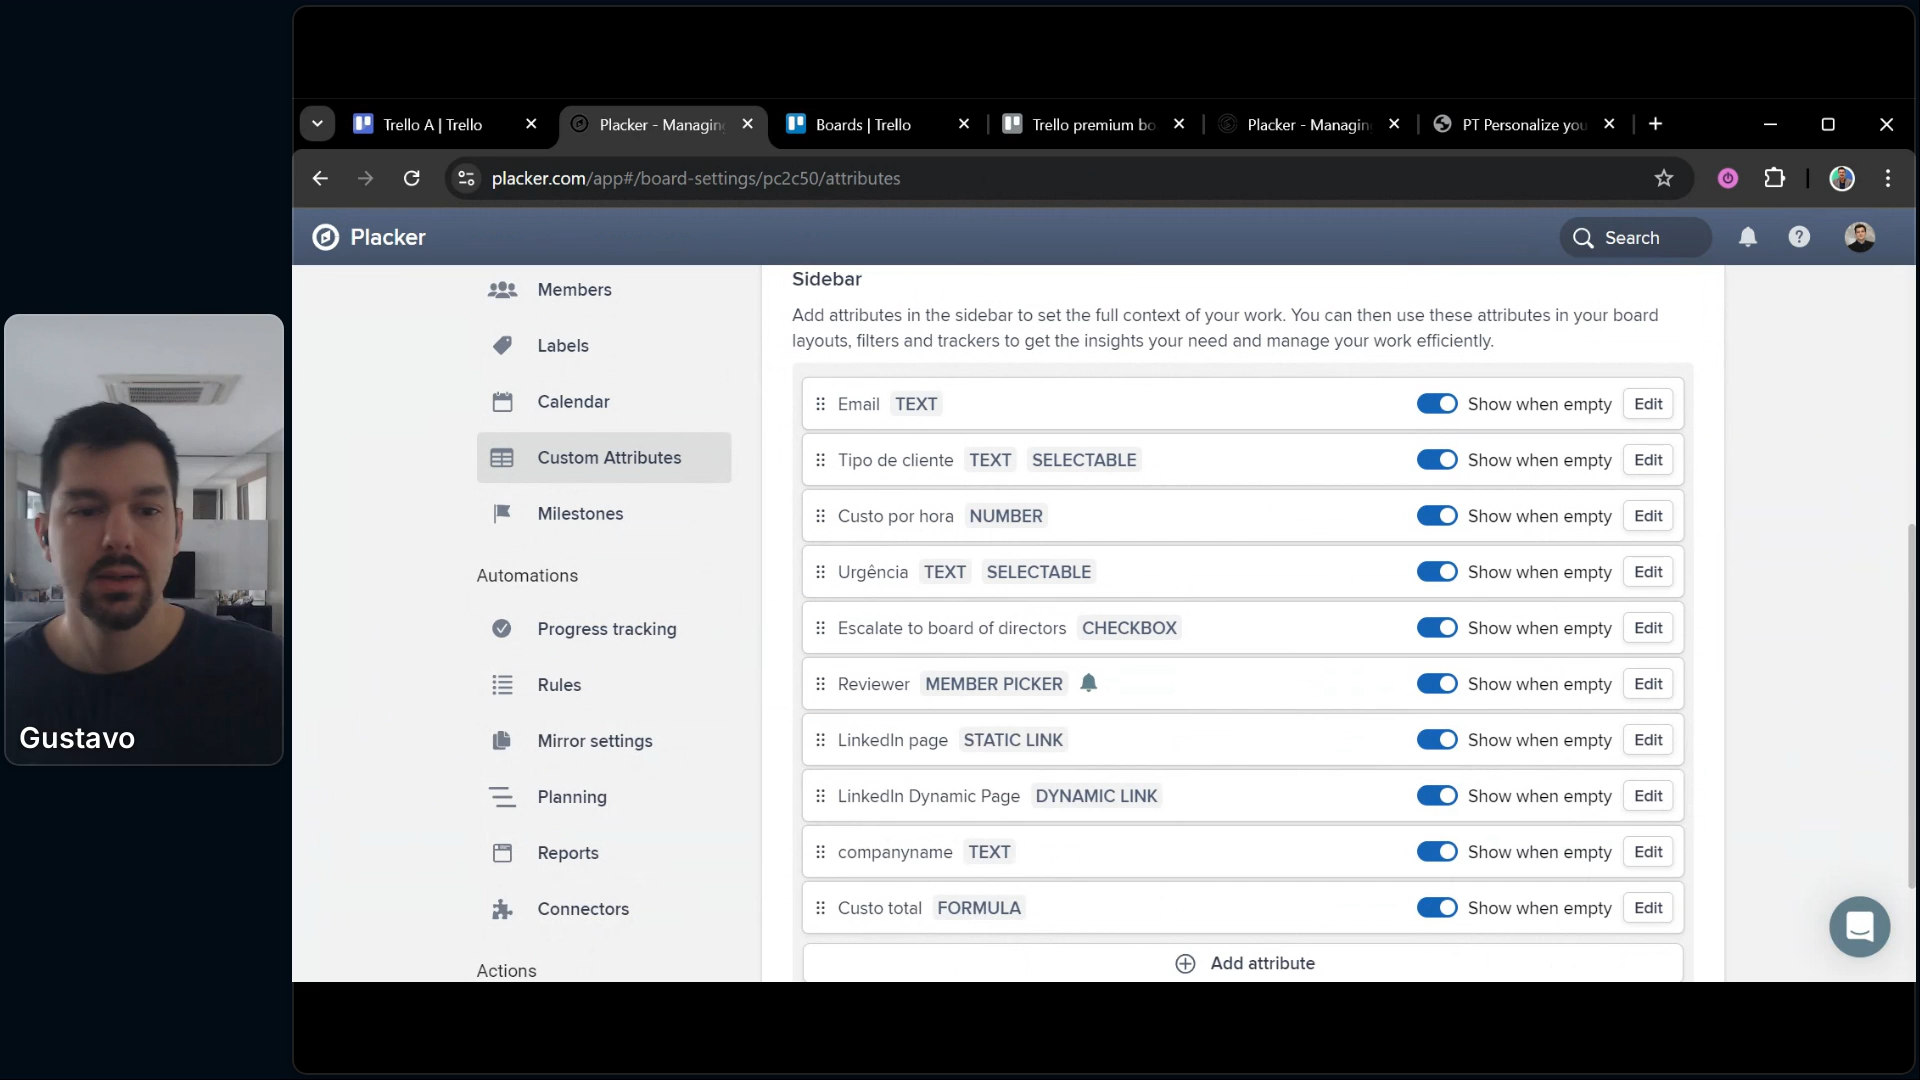 Trello A | Trello
Placker - Managing
Boards | Trello
Trello premium bo
Placker - Managin
PT Personalize you
placker.com/app#/board-settings/pc2c50/attributes
Placker
Search
Members
Labels
Calendar
Custom Attributes
Milestones
Automations
Progress tracking
Rules
Mirror settings
Planning
Reports
Connectors
Actions
Sidebar
Add attributes in the sidebar to set the full context of your work. You can then use these attributes in your board
layouts, filters and trackers to get the insights your need and manage your work efficiently.
Email TEXT Show when empty Edit
Tipo de cliente TEXT SELECTABLE Show when empty Edit
Custo por hora NUMBER Show when empty Edit
Urgência TEXT SELECTABLE Show when empty Edit
Escalate to board of directors CHECKBOX Show when empty Edit
Reviewer MEMBER PICKER Show when empty Edit
LinkedIn page STATIC LINK Show when empty Edit
LinkedIn Dynamic Page DYNAMIC LINK Show when empty Edit
companyname TEXT Show when empty Edit
Custo total FORMULA Show when empty Edit
Add attribute
Gustavo